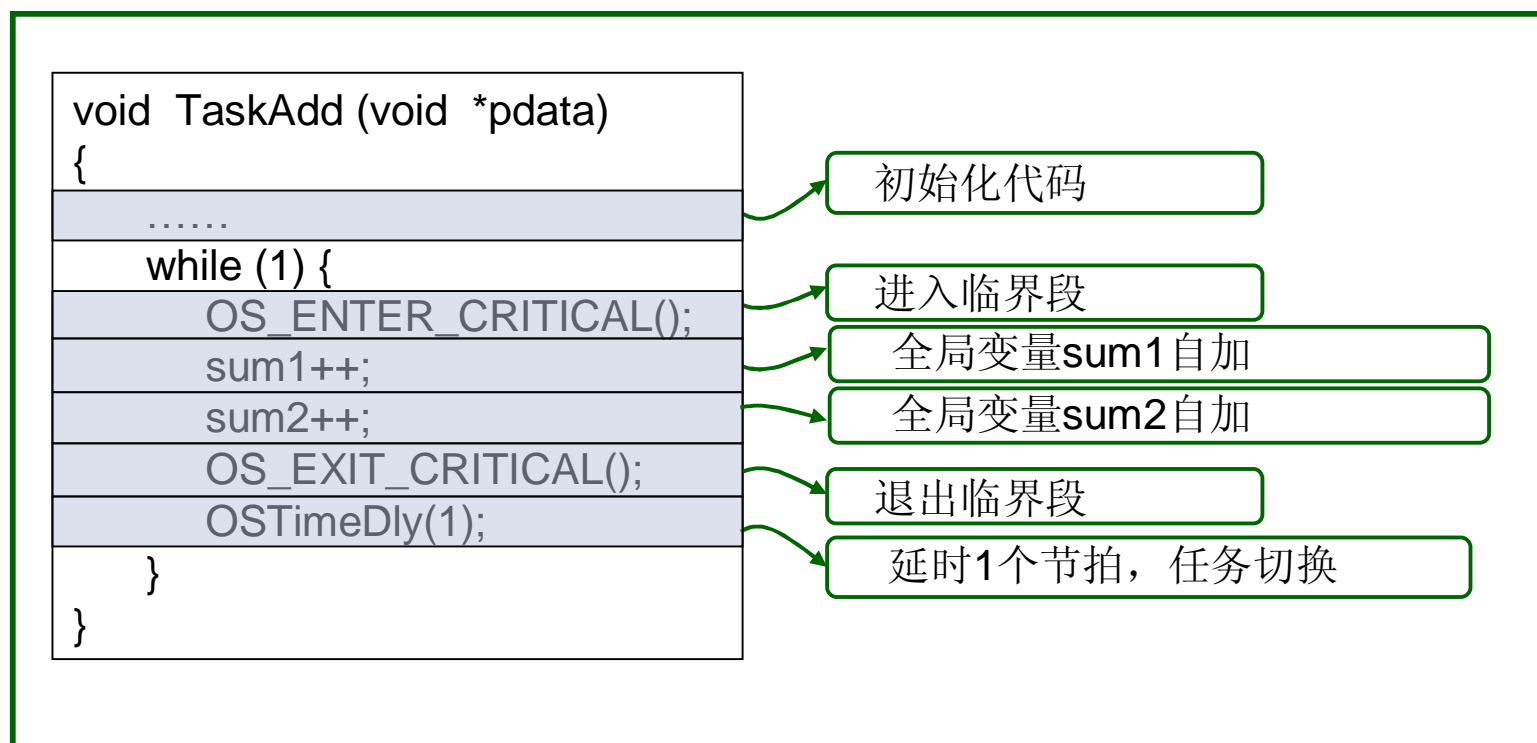 void TaskAdd (void *pdata)
{
……
初始化代码
while (1) {
OS_ENTER_CRITICAL();
进入临界段
sum1++;
全局变量sum1自加
sum2++;
全局变量sum2自加
OS_EXIT_CRITICAL();
退出临界段
OSTimeDly(1);
延时1个节拍，任务切换
}
}